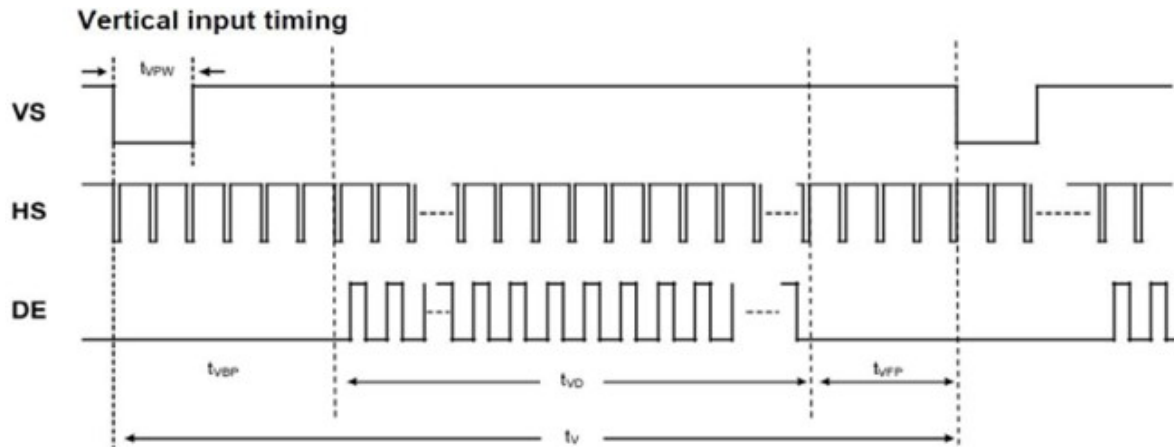 Vertical input timing
tVPW
VS
HS
DE
tVBP
tVD
tVFP
tV